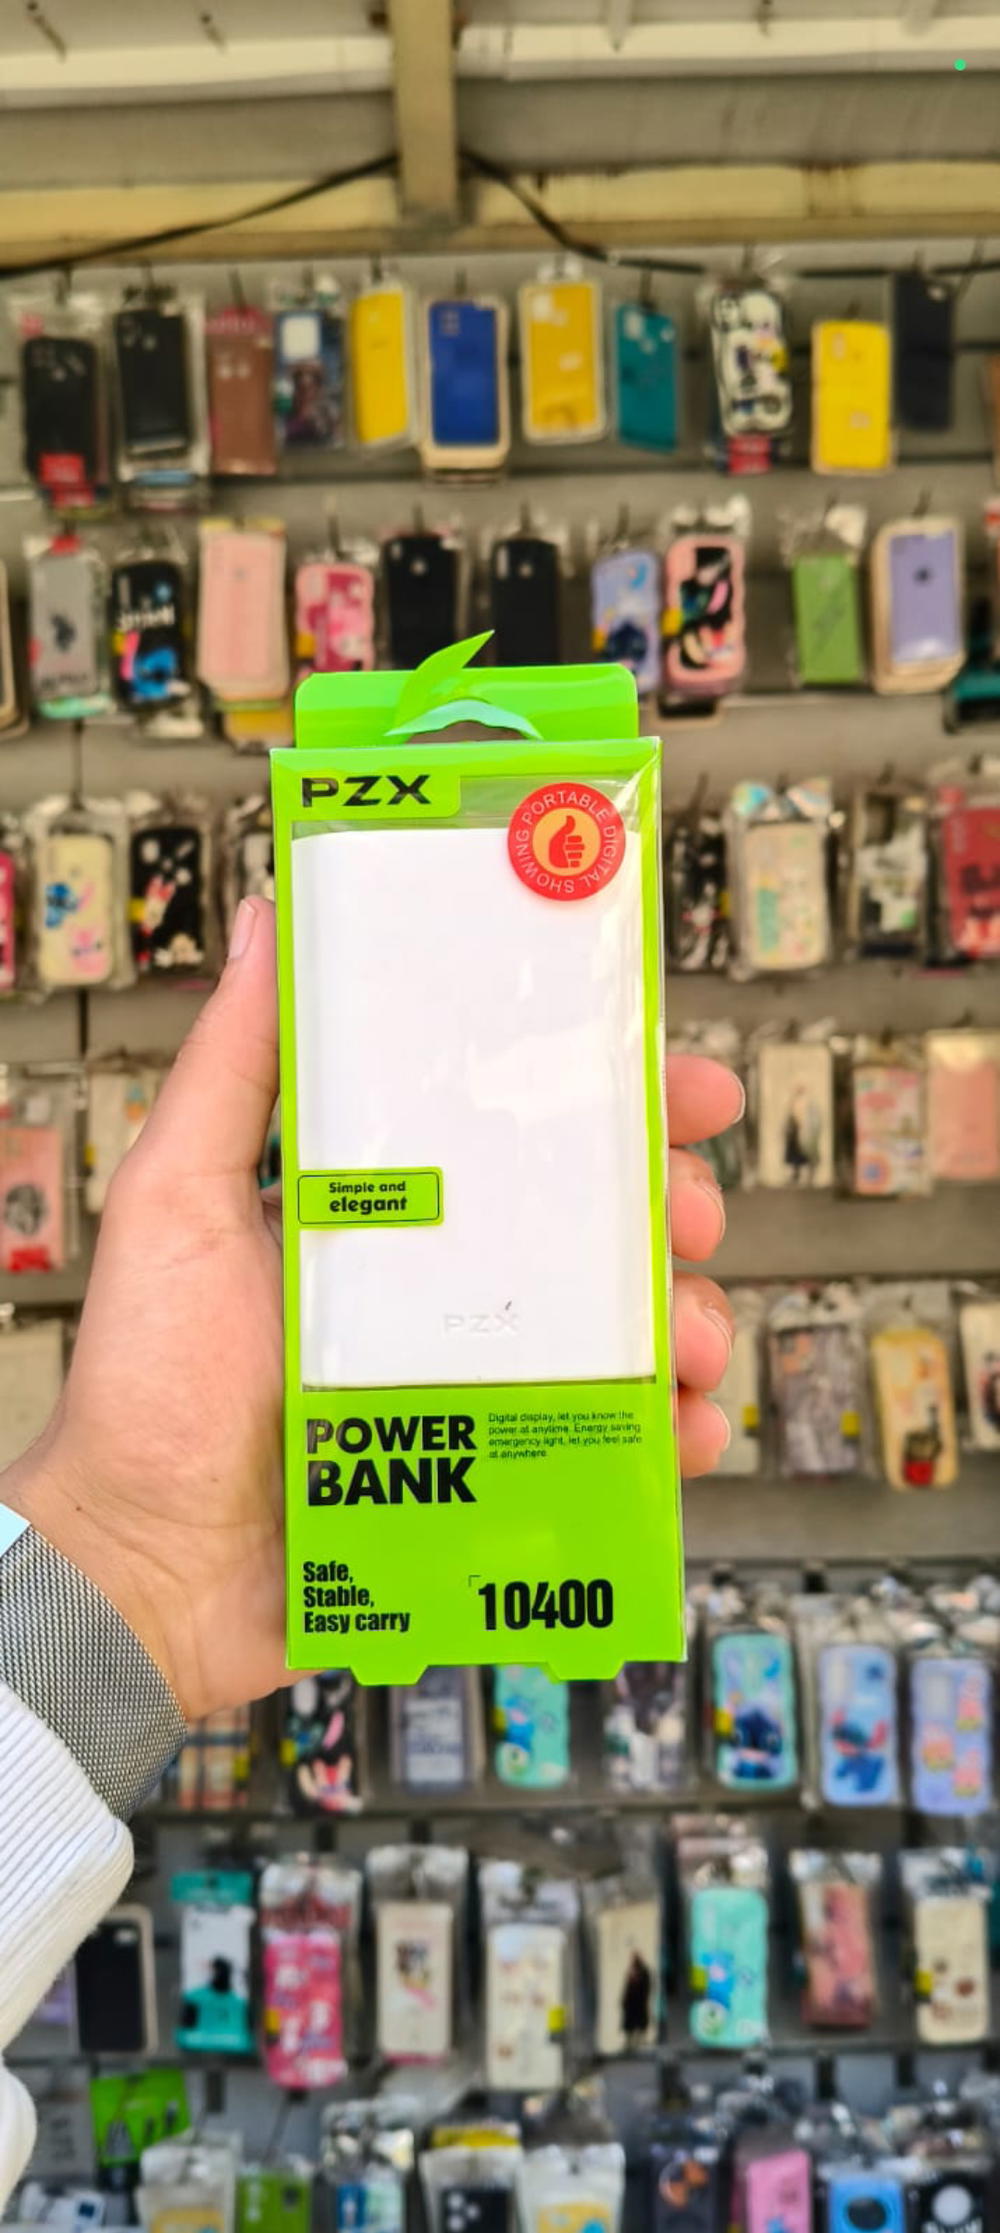 PZX
PORTABLE DIGITAL SHOWING
Simple and
elegant
PZX
POWER
BANK
Digital display, let you know the
power at anytime. Energy saving
emergency light, let you feel safe
at anywhere
Safe,
Stable,
Easy carry
10400